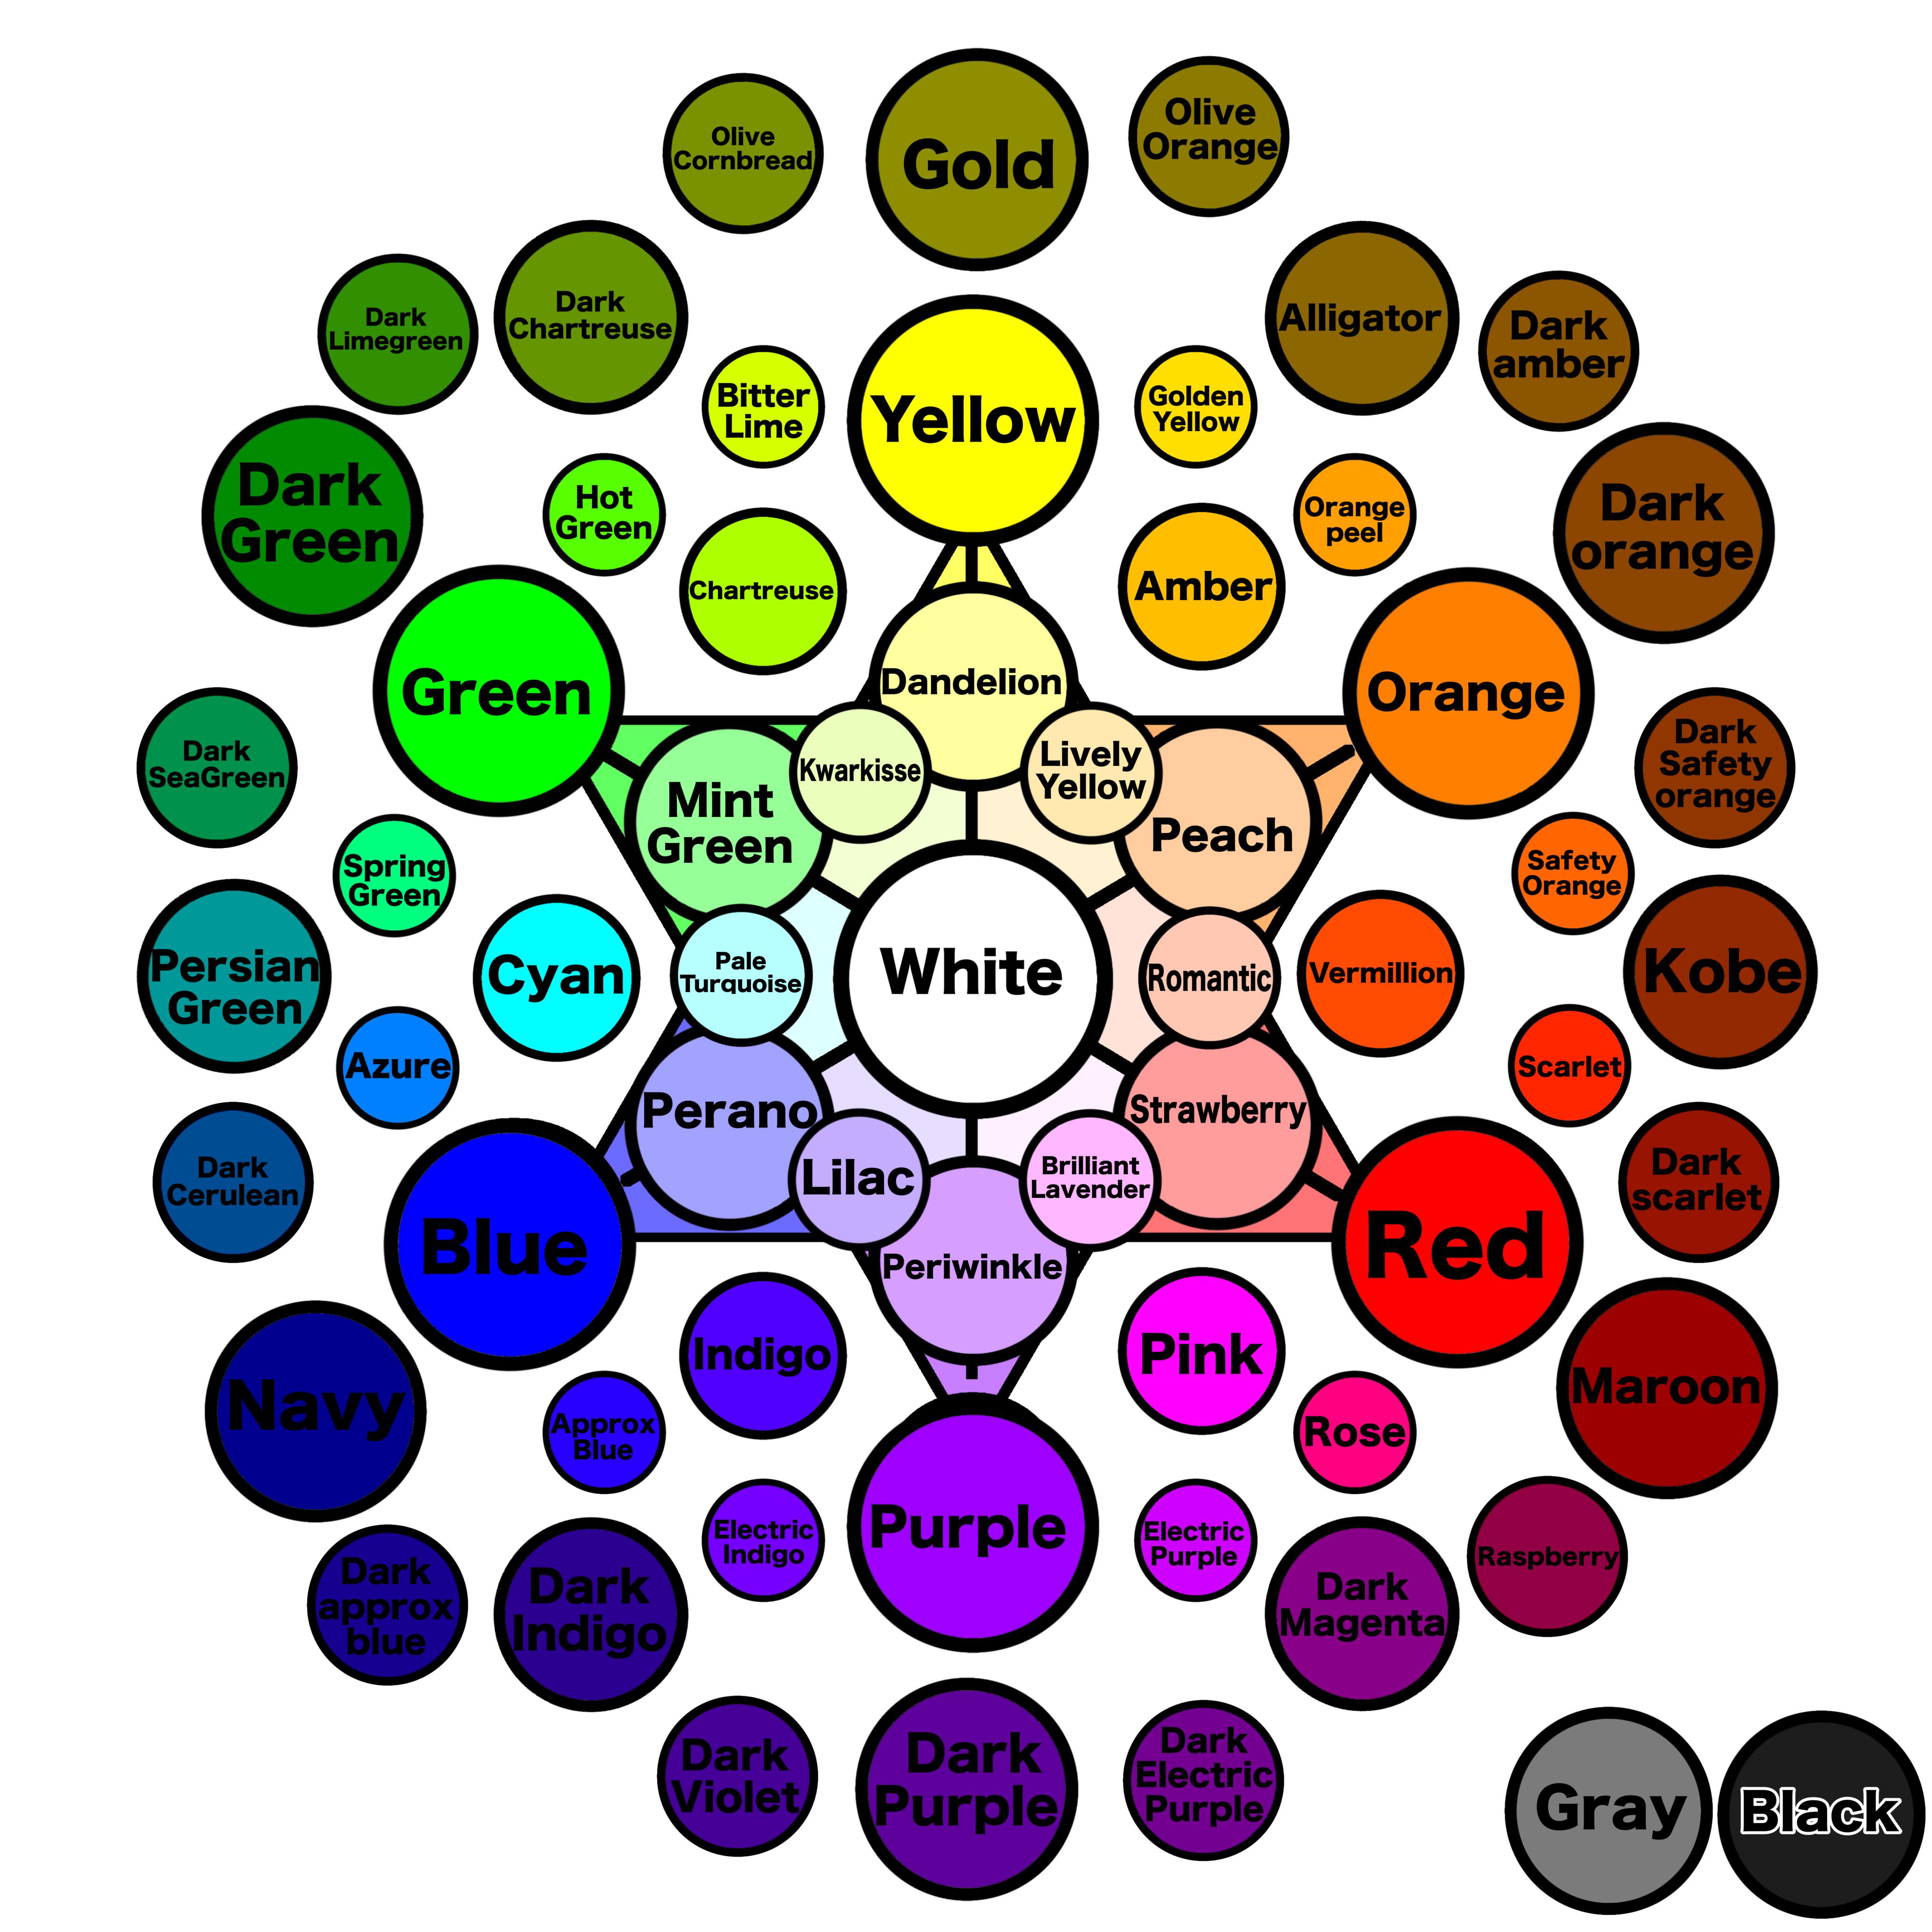 Olive
Cornbread
Gold
Olive
Orange
Dark
Limegreen
Dark
Chartreuse
Alligator
Dark
amber
Bitter
Lime
Yellow
Golden
Yellow
Dark
Green
Hot
Green
Orange
peel
Dark
orange
Chartreuse
Amber
Green
Dandelion
Orange
Dark
SeaGreen
Mint
Green
Kwarkisse
Lively
Yellow
Peach
Dark
Safety
orange
Spring
Green
Safety
Orange
Persian
Green
Cyan
Pale
Turquoise
White
Romantic
Vermillion
Kobe
Azure
Perano
Strawberry
Scarlet
Dark
Cerulean
Lilac
Brilliant
Lavender
Dark
scarlet
Blue
Periwinkle
Red
Navy
Indigo
Pink
Maroon
Approx
Blue
Rose
Electric
Indigo
Purple
Electric
Purple
Dark
approx
blue
Dark
Indigo
Dark
Magenta
Raspberry
Dark
Violet
Dark
Purple
Dark
Electric
Purple
Gray
Black